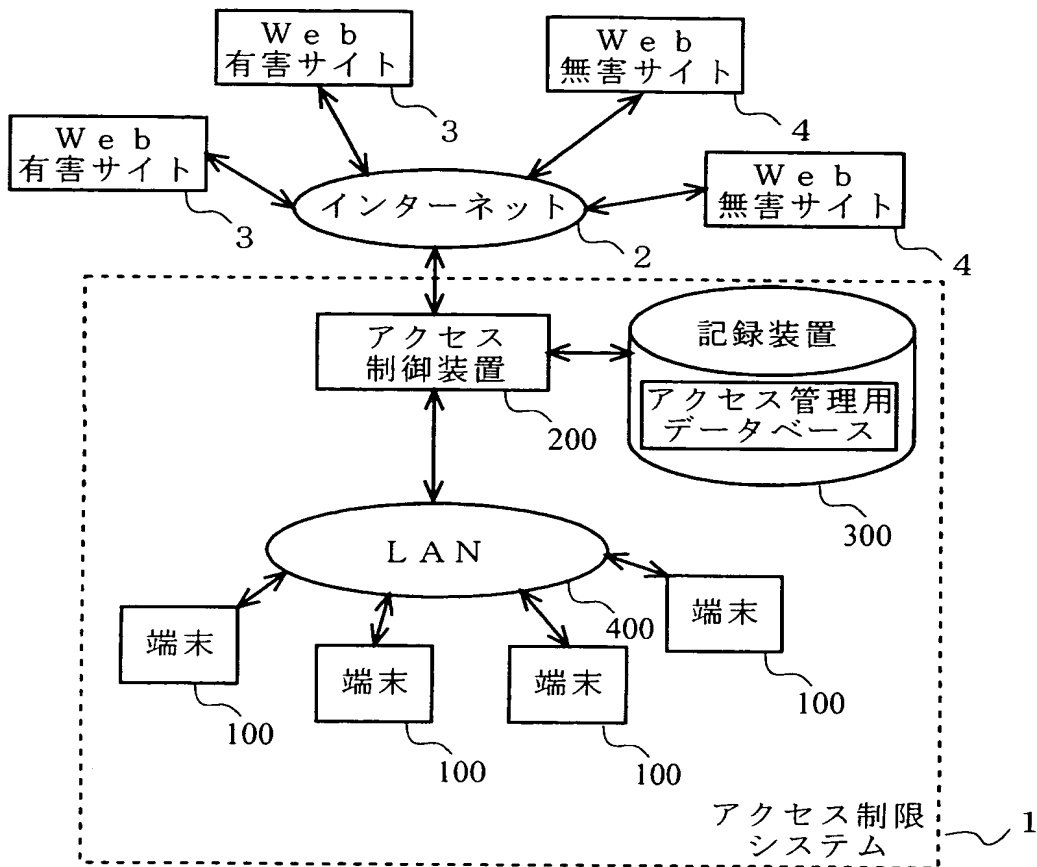 Ｗｅｂ
有害サイト
3
Ｗｅｂ
無害サイト
4
Ｗｅｂ
有害サイト
3
Ｗｅｂ
無害サイト
4
インターネット
2
アクセス
制御装置
200
記録装置
アクセス管理用
データベース
300
ＬＡＮ
400
端末
100
端末
100
端末
100
端末
100
アクセス制限
システム
1